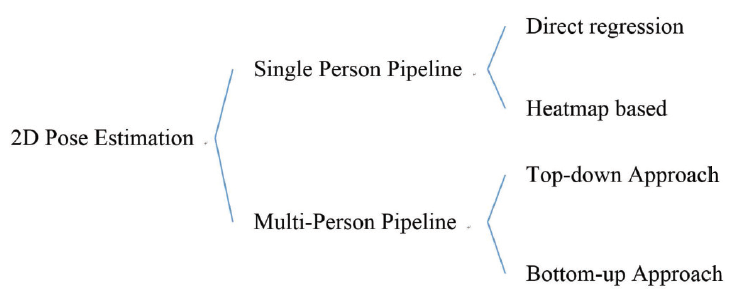 2D Pose Estimation
Single Person Pipeline
Direct regression
Heatmap based
Multi-Person Pipeline
Top-down Approach
Bottom-up Approach